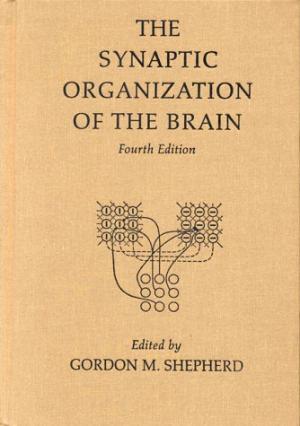 THE
SYNAPTIC
ORGANIZATION
OF THE BRAIN
Fourth Edition
Edited by
GORDON M. SHEPHERD